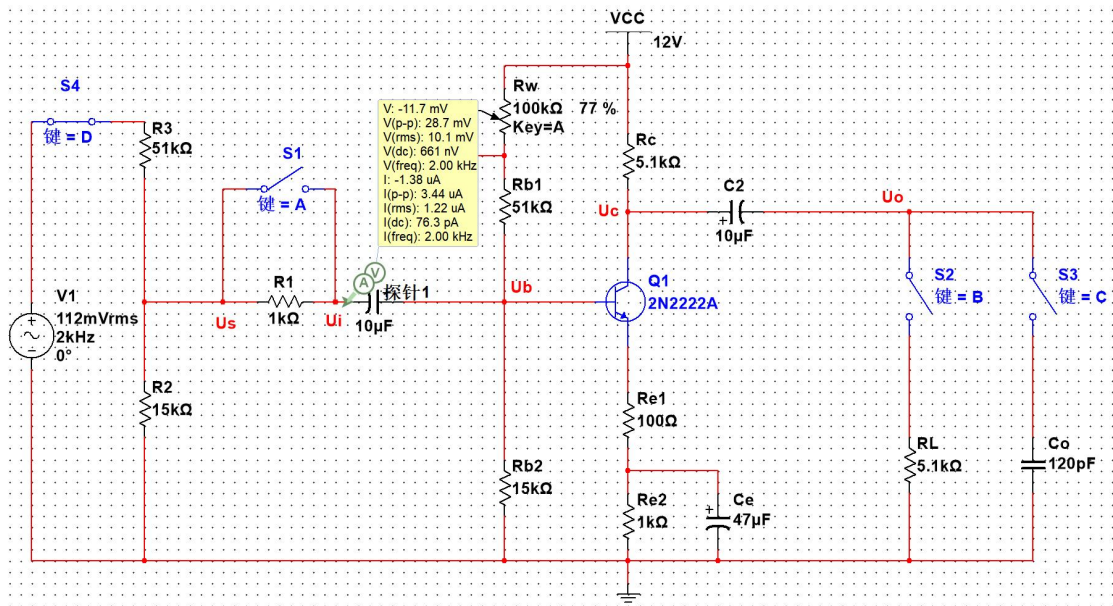 VCC
12V
S4
键 = D
R3
51kΩ
S1
键 = A
V: -11.7 mV
V(p-p): 28.7 mV
V(rms): 10.1 mV
V(dc): 661 nV
V(freq): 2.00 kHz
I: -1.38 uA
I(p-p): 3.44 uA
I(rms): 1.22 uA
I(dc): 76.3 pA
I(freq): 2.00 kHz
Rw
100kΩ 77 %
Key=A
Rc
5.1kΩ
Rb1
51kΩ
C2
+
10µF
Uc
Uo
V1
112mVrms
2kHz
0°
R1
1kΩ
Us
Ui
A
V
探针1
10µF
Ub
Q1
2N2222A
S2
键 = B
S3
键 = C
R2
15kΩ
Rb2
15kΩ
Re1
100Ω
Re2
1kΩ
+
Ce
47µF
RL
5.1kΩ
Co
120pF